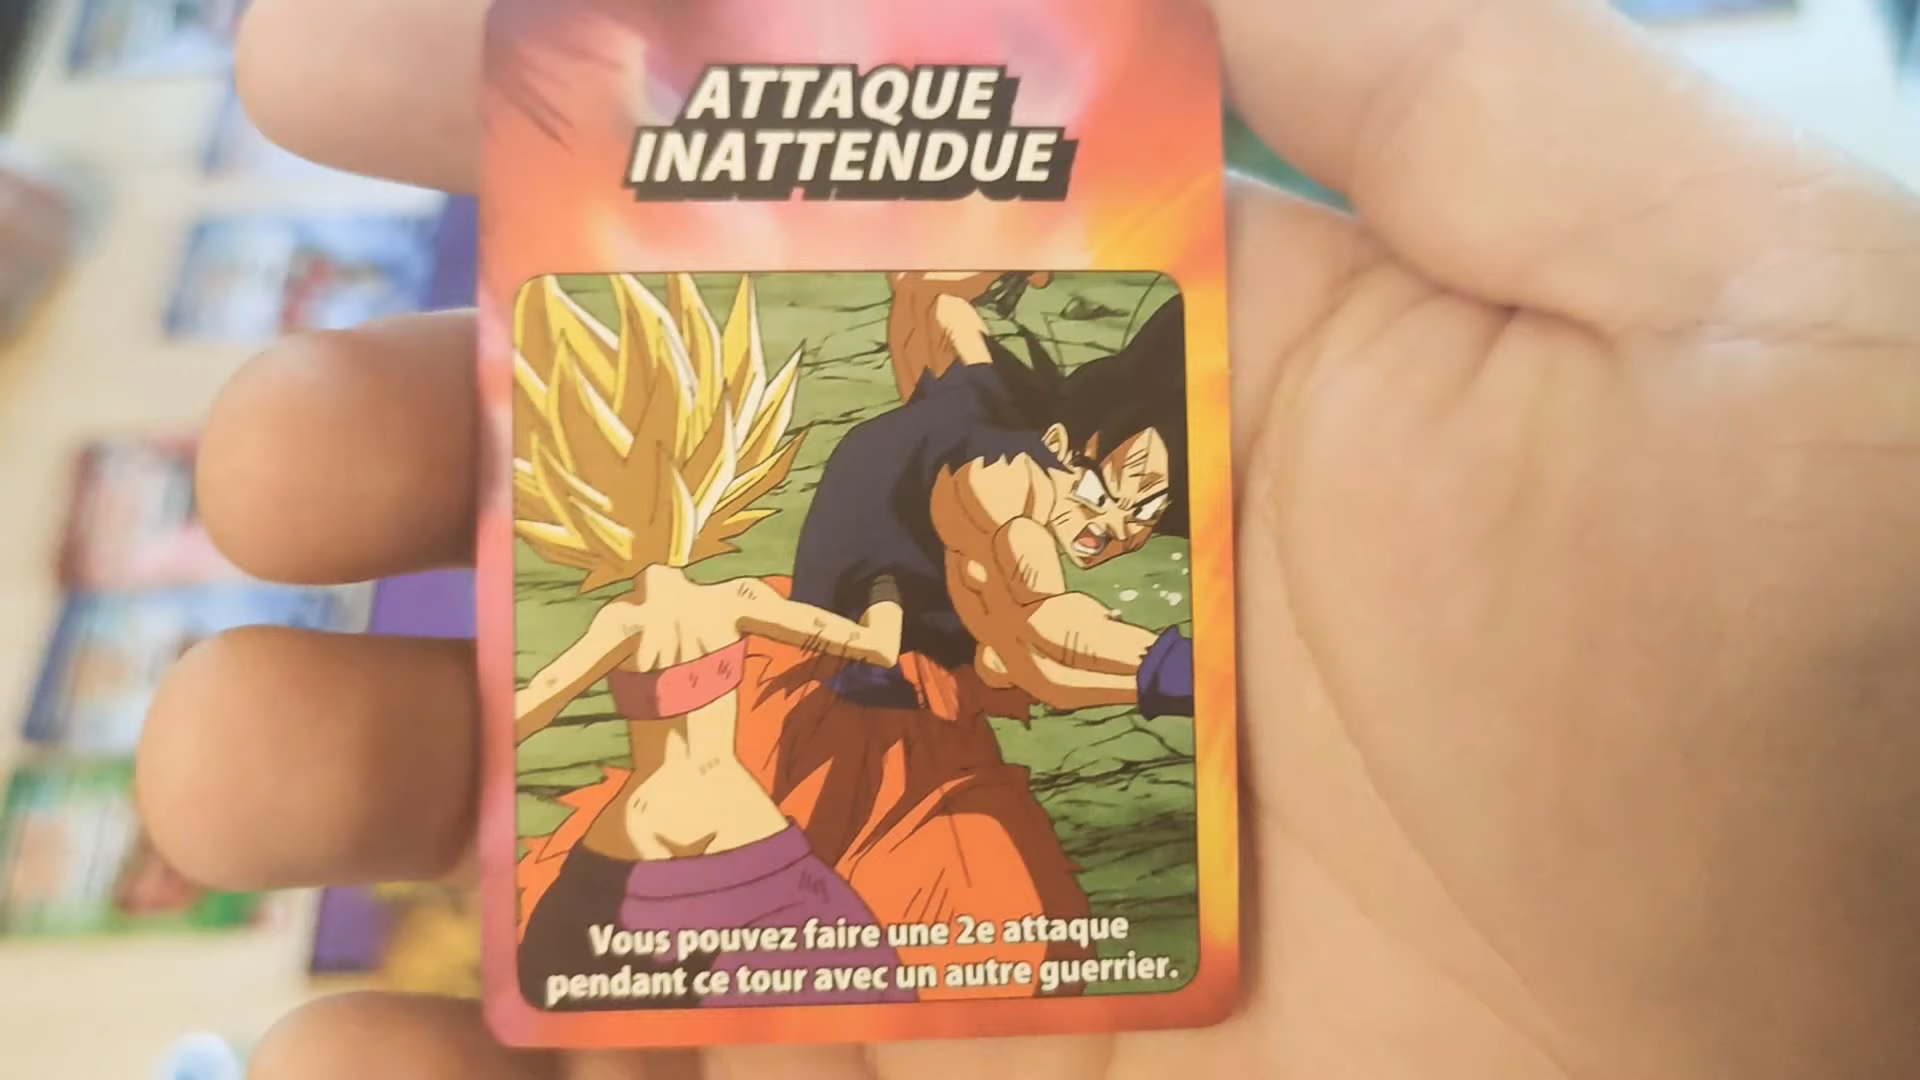 ATTAQUE
INATTENDUE
Vous pouvez faire une 2e attaque
pendant ce tour avec un autre guerrier.